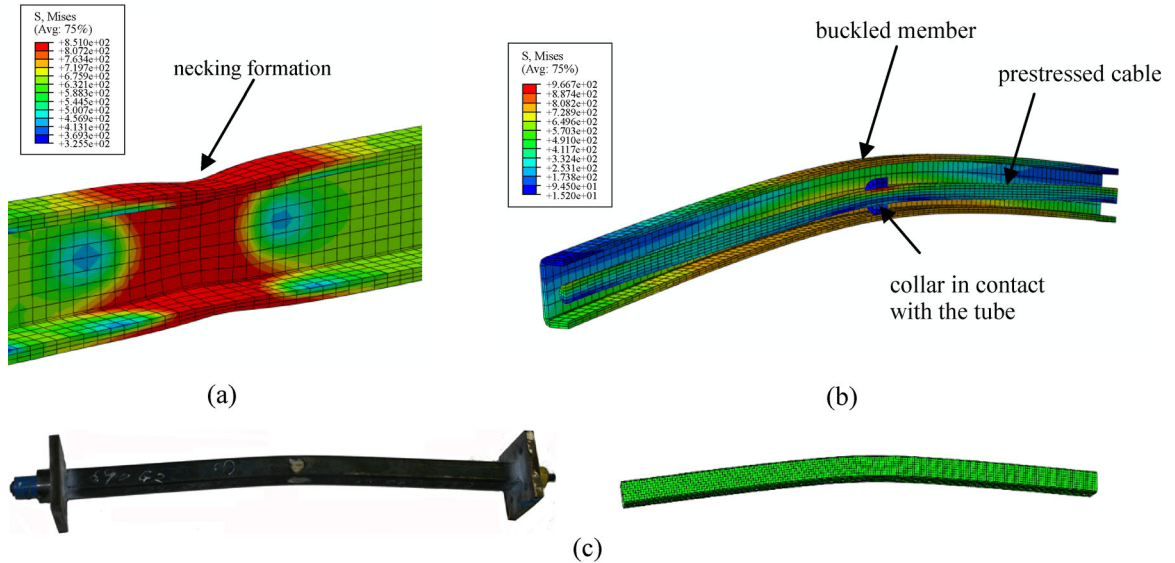 S, Mises
(Avg: 75%)
+8.510e+02
+8.072e+02
+7.634e+02
+7.197e+02
+6.759e+02
+6.321e+02
+5.883e+02
+5.445e+02
+5.007e+02
+4.569e+02
+4.131e+02
+3.693e+02
+3.255e+02
necking formation
(a)
S, Mises
(Avg: 75%)
+9.667e+02
+8.874e+02
+8.082e+02
+7.289e+02
+6.496e+02
+5.703e+02
+4.910e+02
+4.117e+02
+3.324e+02
+2.531e+02
+1.738e+02
+9.450e+01
+1.520e+01
buckled member
prestressed cable
collar in contact
with the tube
(b)
(c)